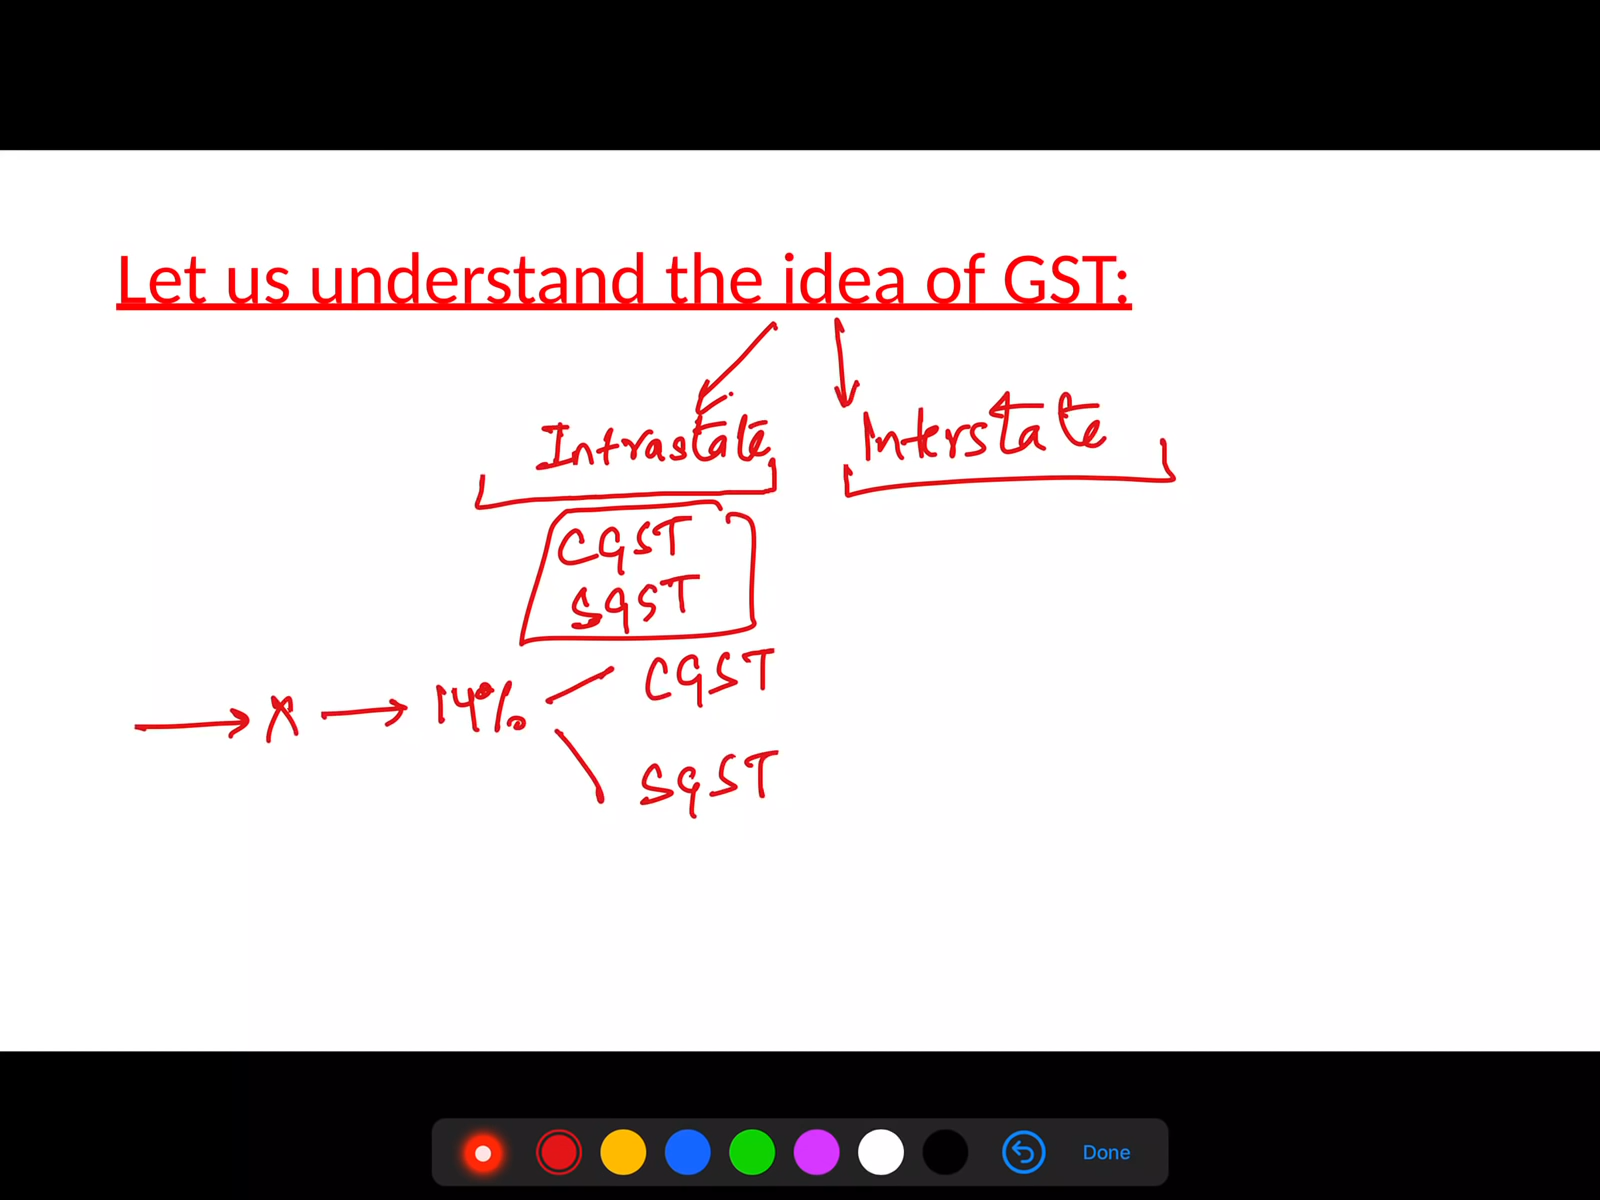 Let us understand the idea of GST:
Intrastate Interstate
CGST
SGST
X → 14% CGST
SGST
Done